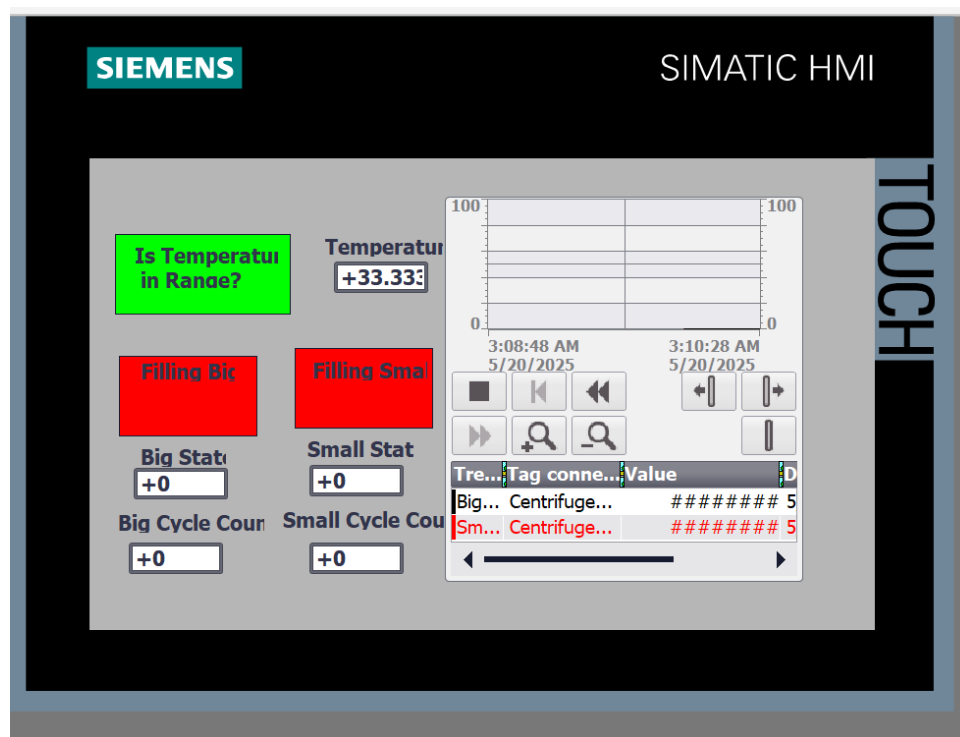 SIEMENS
SIMATIC HMI
TOUCH
Is Temperatur
in Range?
Temperatur
+33.333
Filling Big
Filling Smal
Big State
+0
Small Stat
+0
Big Cycle Coun
+0
Small Cycle Cou
+0
100 100
0 0
3:08:48 AM 3:10:28 AM
5/20/2025 5/20/2025
Tre... Tag conne... Value D
Big... Centrifuge... ######## 5
Sm... Centrifuge... ######## 5